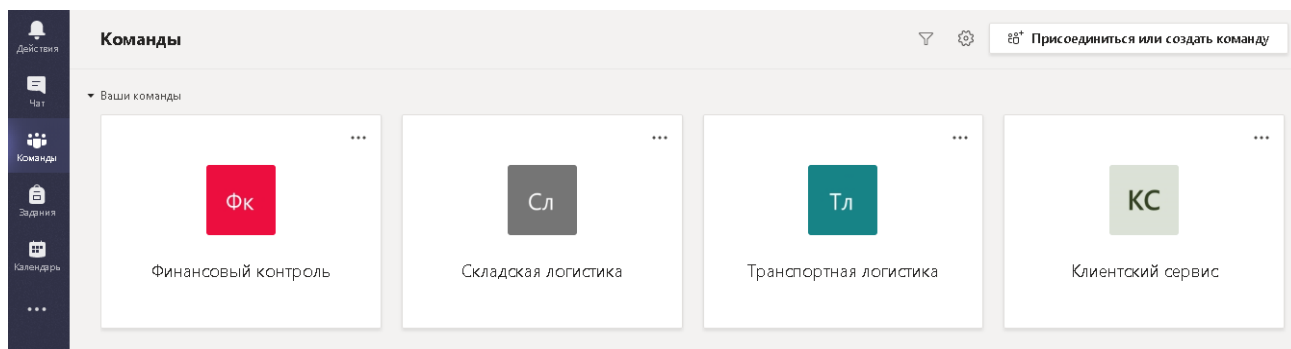 Действия
Чат
Команды
Задания
Календарь
Команды
Присоединиться или создать команду
Ваши команды
Фк
Финансовый контроль
Сл
Складская логистика
Тл
Транспортная логистика
КС
Клиентский сервис